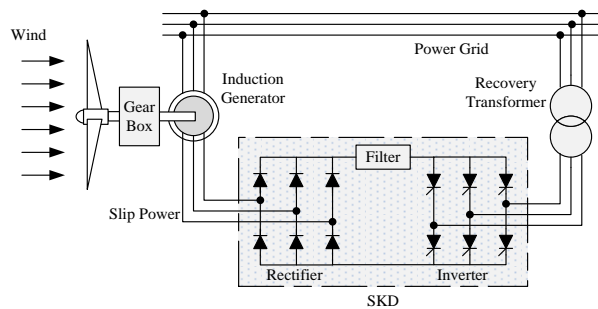 Wind
Power Grid
Induction
Generator
Recovery
Transformer
Gear
Box
Filter
Slip Power
Rectifier
Inverter
SKD